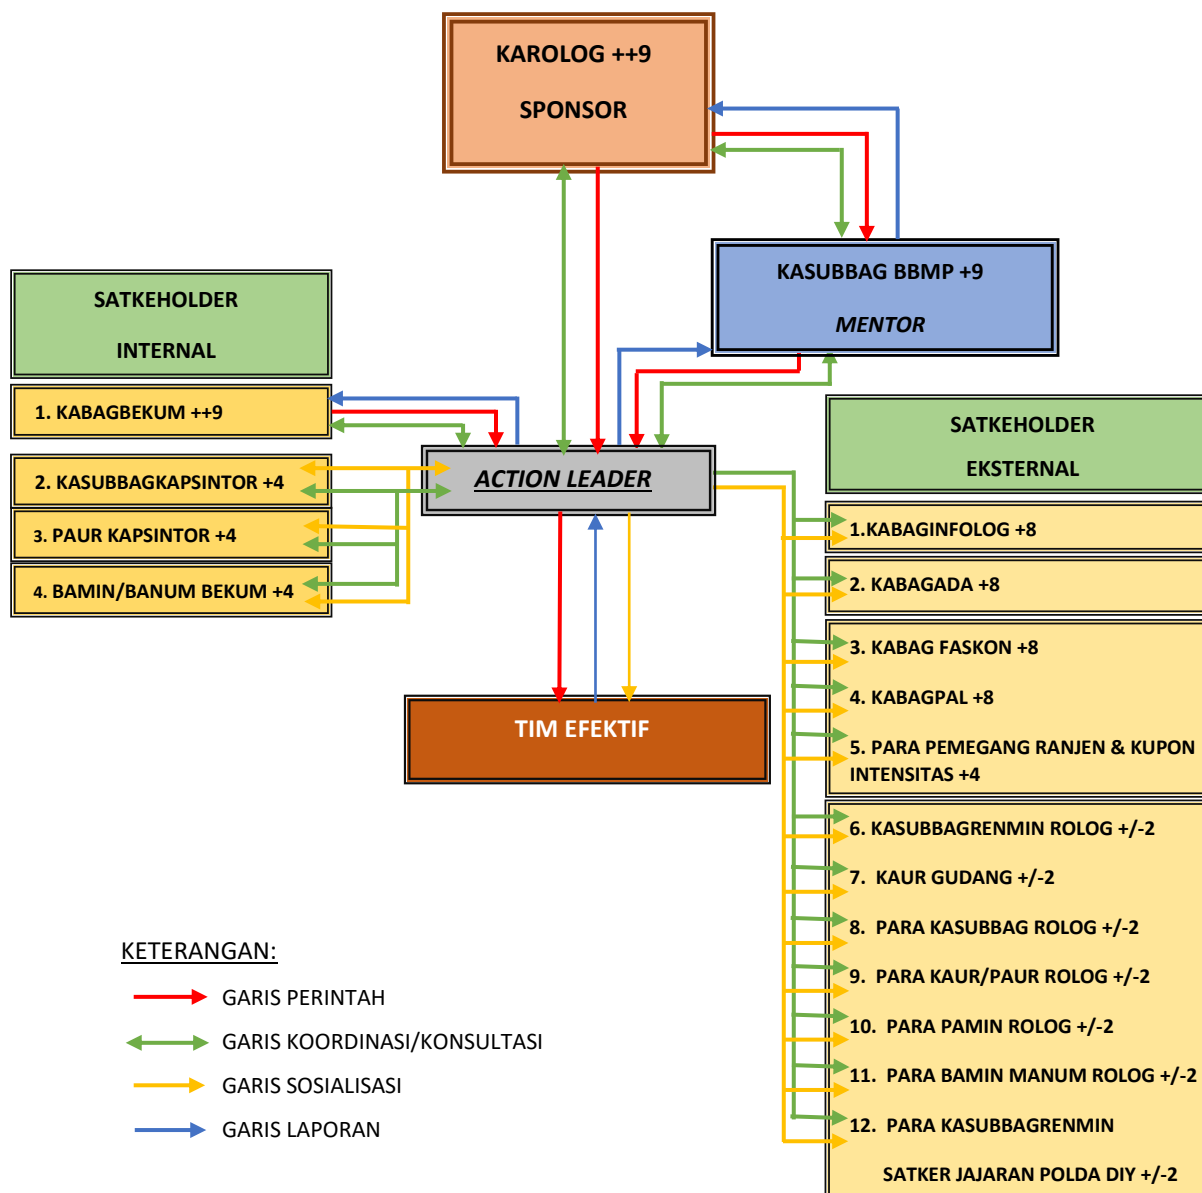 KAROLOG ++9
SPONSOR
KASUBBAG BBMP +9
MENTOR
SATKEHOLDER
INTERNAL
1. KABAGBEKUM ++9
2. KASUBBAGKAPSINTOR +4
3. PAUR KAPSINTOR +4
4. BAMIN/BANUM BEKUM +4
ACTION LEADER
TIM EFEKTIF
SATKEHOLDER
EKSTERNAL
1.KABAGINFOLOG +8
2. KABAGADA +8
3. KABAG FASKON +8
4. KABAGPAL +8
5. PARA PEMEGANG RANJEN & KUPON
INTENSITAS +4
6. KASUBBAGRENMIN ROLOG +/-2
7. KAUR GUDANG +/-2
8. PARA KASUBBAG ROLOG +/-2
9. PARA KAUR/PAUR ROLOG +/-2
10. PARA PAMIN ROLOG +/-2
11. PARA BAMIN MANUM ROLOG +/-2
12. PARA KASUBBAGRENMIN
SATKER JAJARAN POLDA DIY +/-2
KETERANGAN:
GARIS PERINTAH
GARIS KOORDINASI/KONSULTASI
GARIS SOSIALISASI
GARIS LAPORAN